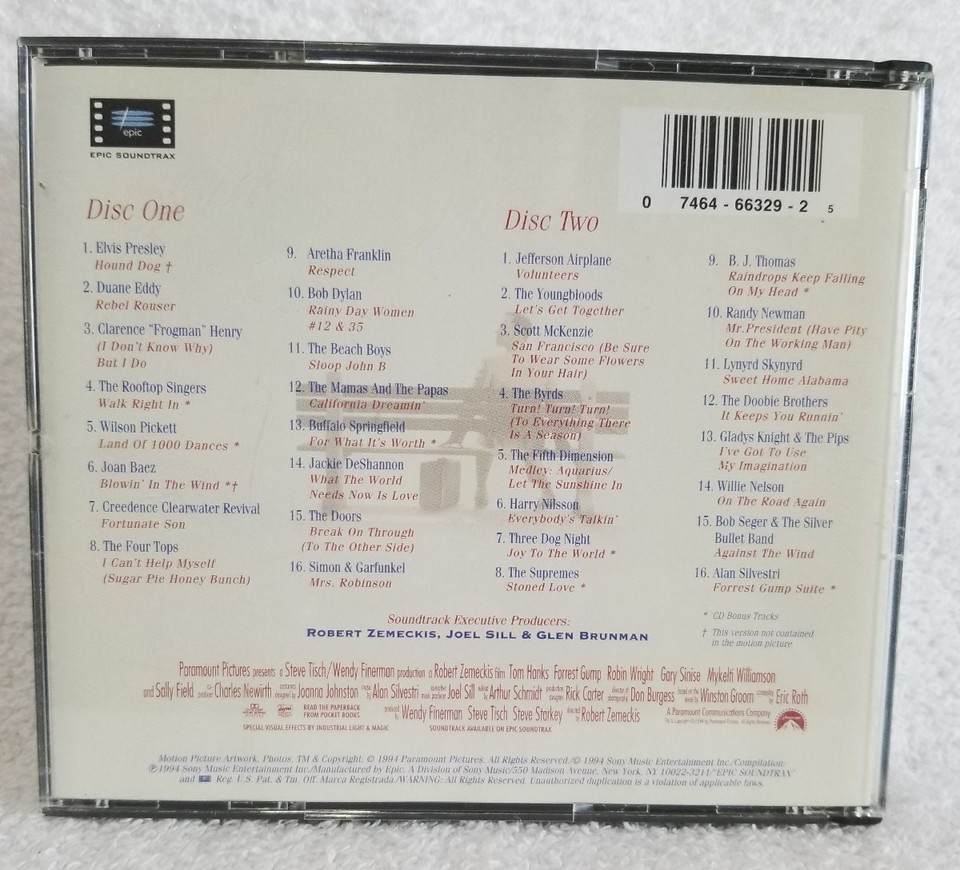 epic
EPIC SOUNDTRAX
0 7464 - 66329 - 2 5
Disc One
1. Elvis Presley
Hound Dog †
2. Duane Eddy
Rebel Rouser
3. Clarence "Frogman" Henry
(I Don't Know Why)
But I Do
4. The Rooftop Singers
Walk Right In *
5. Wilson Pickett
Land Of 1000 Dances *
6. Joan Baez
Blowin' In The Wind *†
7. Creedence Clearwater Revival
Fortunate Son
8. The Four Tops
I Can't Help Myself
(Sugar Pie Honey Bunch)
9. Aretha Franklin
Respect
10. Bob Dylan
Rainy Day Women
#12 & 35
11. The Beach Boys
Sloop John B
12. The Mamas And The Papas
California Dreamin'
13. Buffalo Springfield
For What It's Worth *
14. Jackie DeShannon
What The World
Needs Now Is Love
15. The Doors
Break On Through
(To The Other Side)
16. Simon & Garfunkel
Mrs. Robinson
Disc Two
1. Jefferson Airplane
Volunteers
2. The Youngbloods
Let's Get Together
3. Scott McKenzie
San Francisco (Be Sure
To Wear Some Flowers
In Your Hair)
4. The Byrds
Turn! Turn! Turn!
(To Everything There
Is A Season)
5. The Fifth Dimension
Medley: Aquarius/
Let The Sunshine In
6. Harry Nilsson
Everybody's Talkin'
7. Three Dog Night
Joy To The World *
8. The Supremes
Stoned Love *
9. B. J. Thomas
Raindrops Keep Falling
On My Head *
10. Randy Newman
Mr.President (Have Pity
On The Working Man)
11. Lynyrd Skynyrd
Sweet Home Alabama
12. The Doobie Brothers
It Keeps You Runnin'
13. Gladys Knight & The Pips
I've Got To Use
My Imagination
14. Willie Nelson
On The Road Again
15. Bob Seger & The Silver
Bullet Band
Against The Wind
16. Alan Silvestri
Forrest Gump Suite *
* CD Bonus Tracks
† This version not contained
in the motion picture
Soundtrack Executive Producers:
ROBERT ZEMECKIS, JOEL SILL & GLEN BRUNMAN
Paramount Pictures presents a Steve Tisch/Wendy Finerman production a Robert Zemeckis film Tom Hanks Forrest Gump Robin Wright Gary Sinise Mykelti Williamson
and Sally Field Charles Newirth Joanna Johnston Alan Silvestri Joel Sill Arthur Schmidt Rick Carter Don Burgess Winston Groom Eric Roth
READ THE PAPERBACK
FROM POCKET BOOKS
Wendy Finerman Steve Tisch Steve Starkey Robert Zemeckis
A Paramount Communications Company
SPECIAL VISUAL EFFECTS BY INDUSTRIAL LIGHT & MAGIC SOUNDTRACK AVAILABLE ON EPIC SOUNDTRAX
Motion Picture Artwork, Photos, TM & Copyright, © 1994 Paramount Pictures. All Rights Reserved./© 1994 Sony Music Entertainment Inc./Compilation:
℗ 1994 Sony Music Entertainment Inc./Manufactured by Epic, A Division of Sony Music/550 Madison Avenue, New York, NY 10022-3211/"EPIC SOUNDTRAX"
and Reg. U.S. Pat. & Tm. Off. Marca Registrada./WARNING: All Rights Reserved. Unauthorized duplication is a violation of applicable laws.